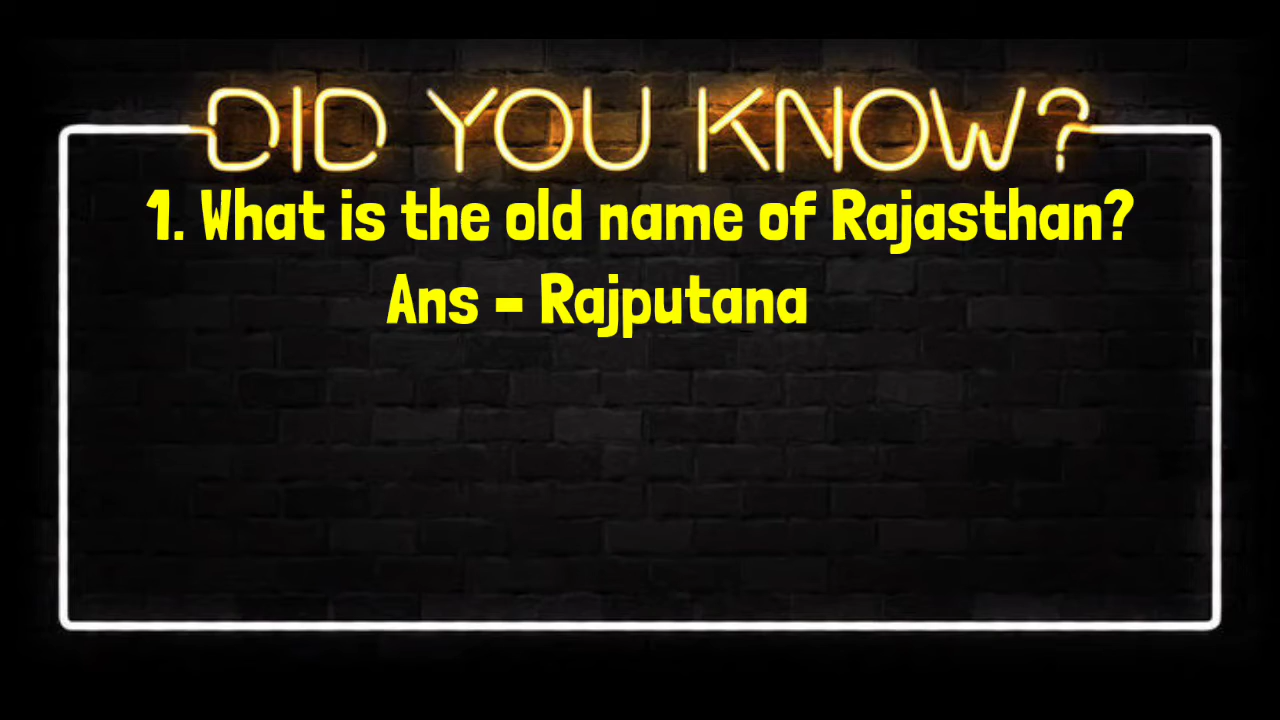 DID YOU KNOW?
1. What is the old name of Rajasthan?
Ans - Rajputana